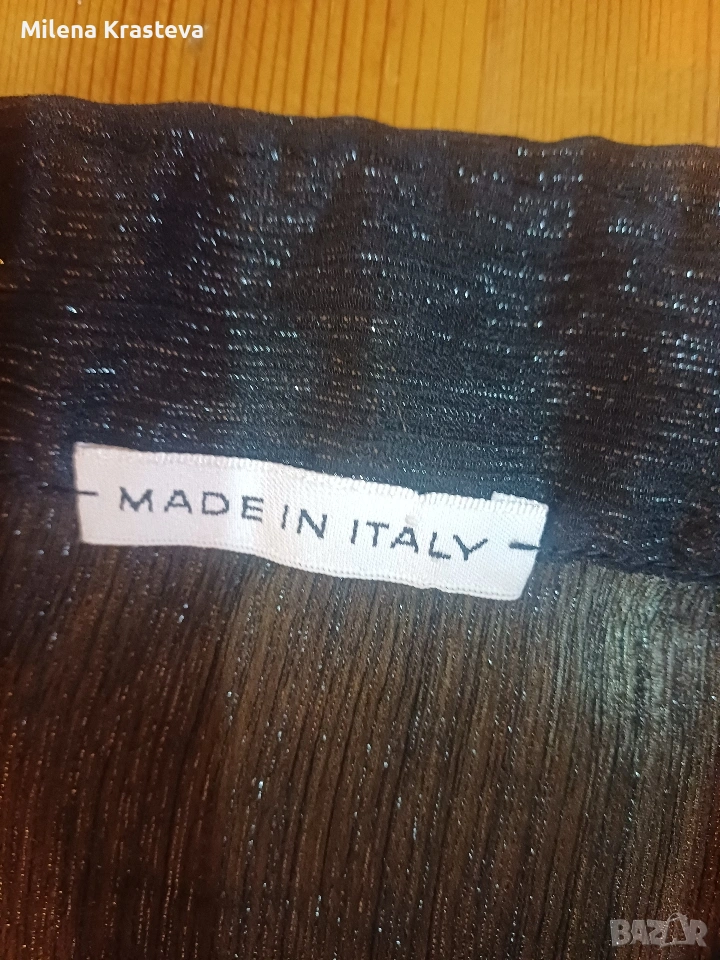 Milena Krasteva
- MADE IN ITALY -
BAZAR